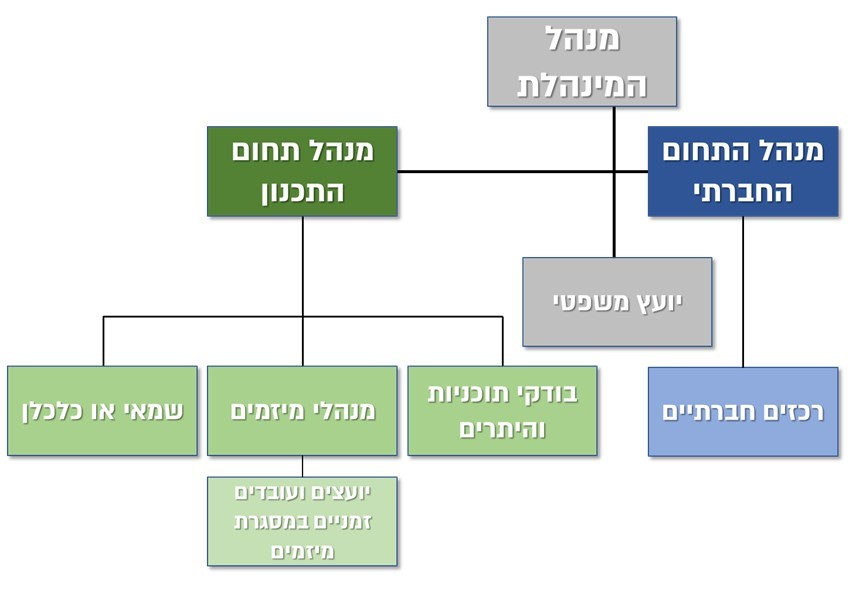 מנהל
המינהלת
מנהל התחום
החברתי
מנהל תחום
התכנון
יועץ משפטי
רכזים חברתיים
בודקי תוכניות
והיתרים
מנהלי מיזמים
שמאי או כלכלן
יועצים ועובדים
זמניים במסגרת
מיזמים